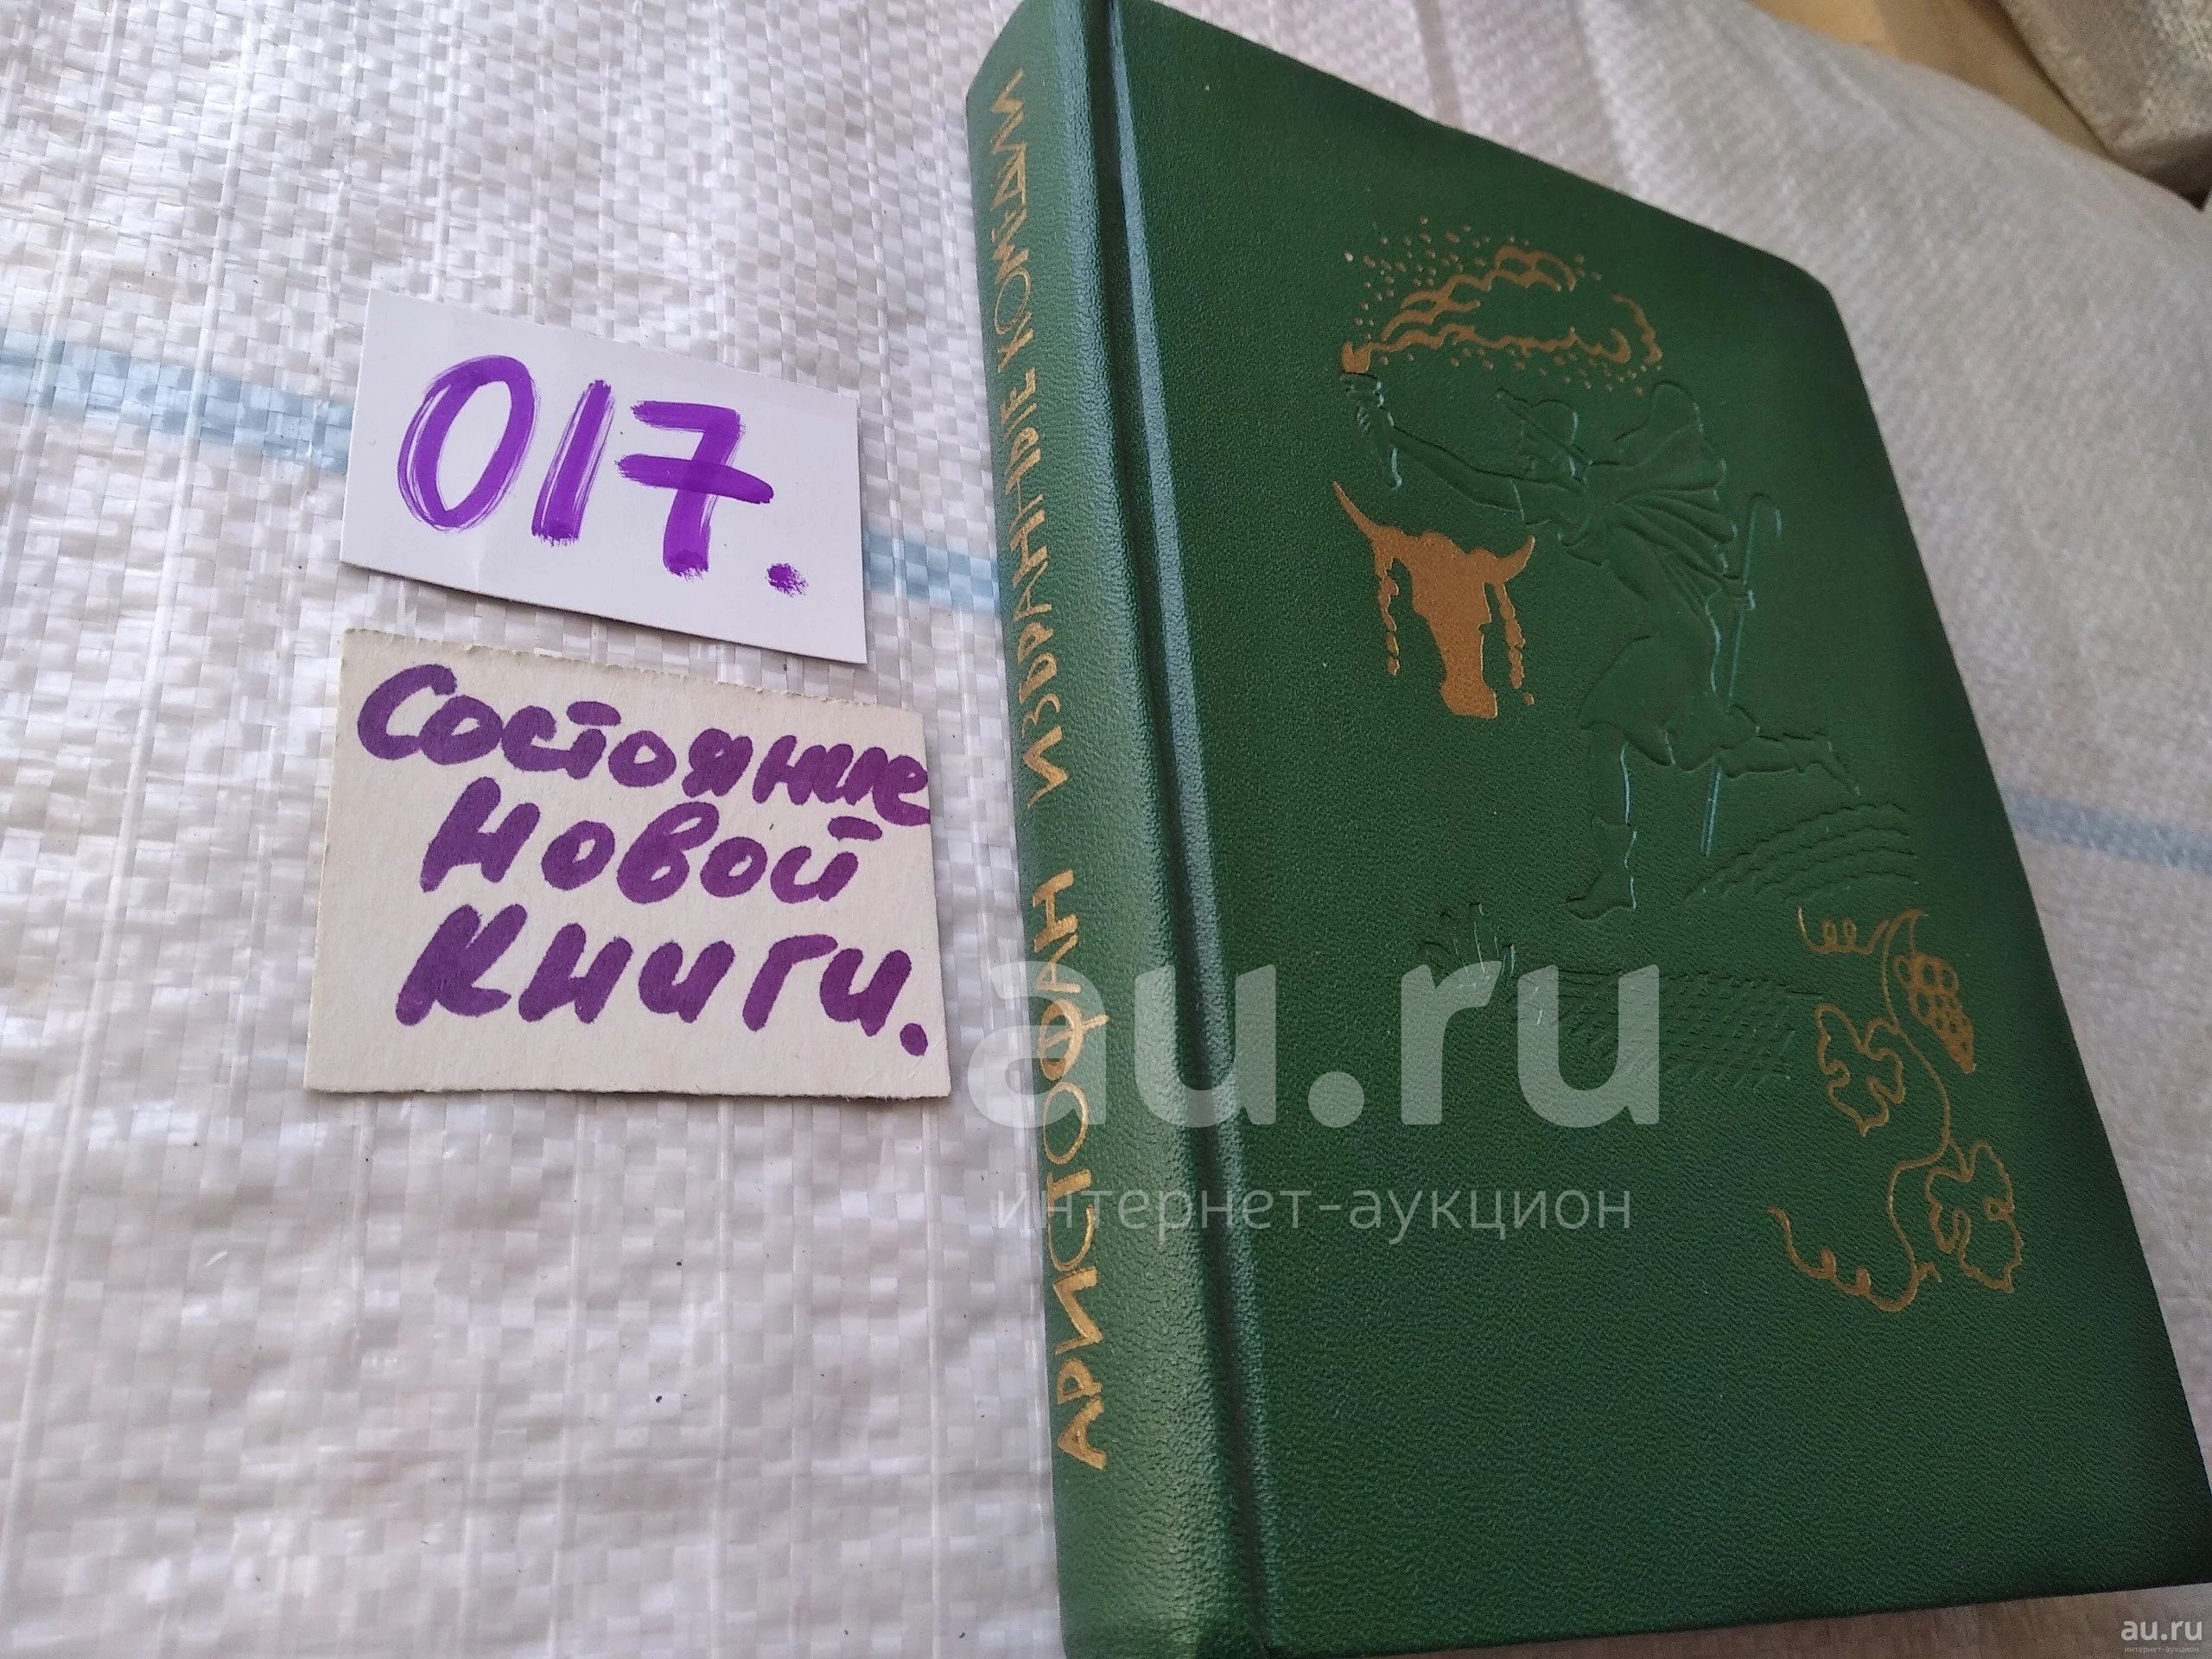 017.
Состояние
новой
книги.
АРИСТОФАН ИЗБРАННЫЕ КОМЕДИИ
au.ru
интернет-аукцион
au.ru
интернет-аукцион